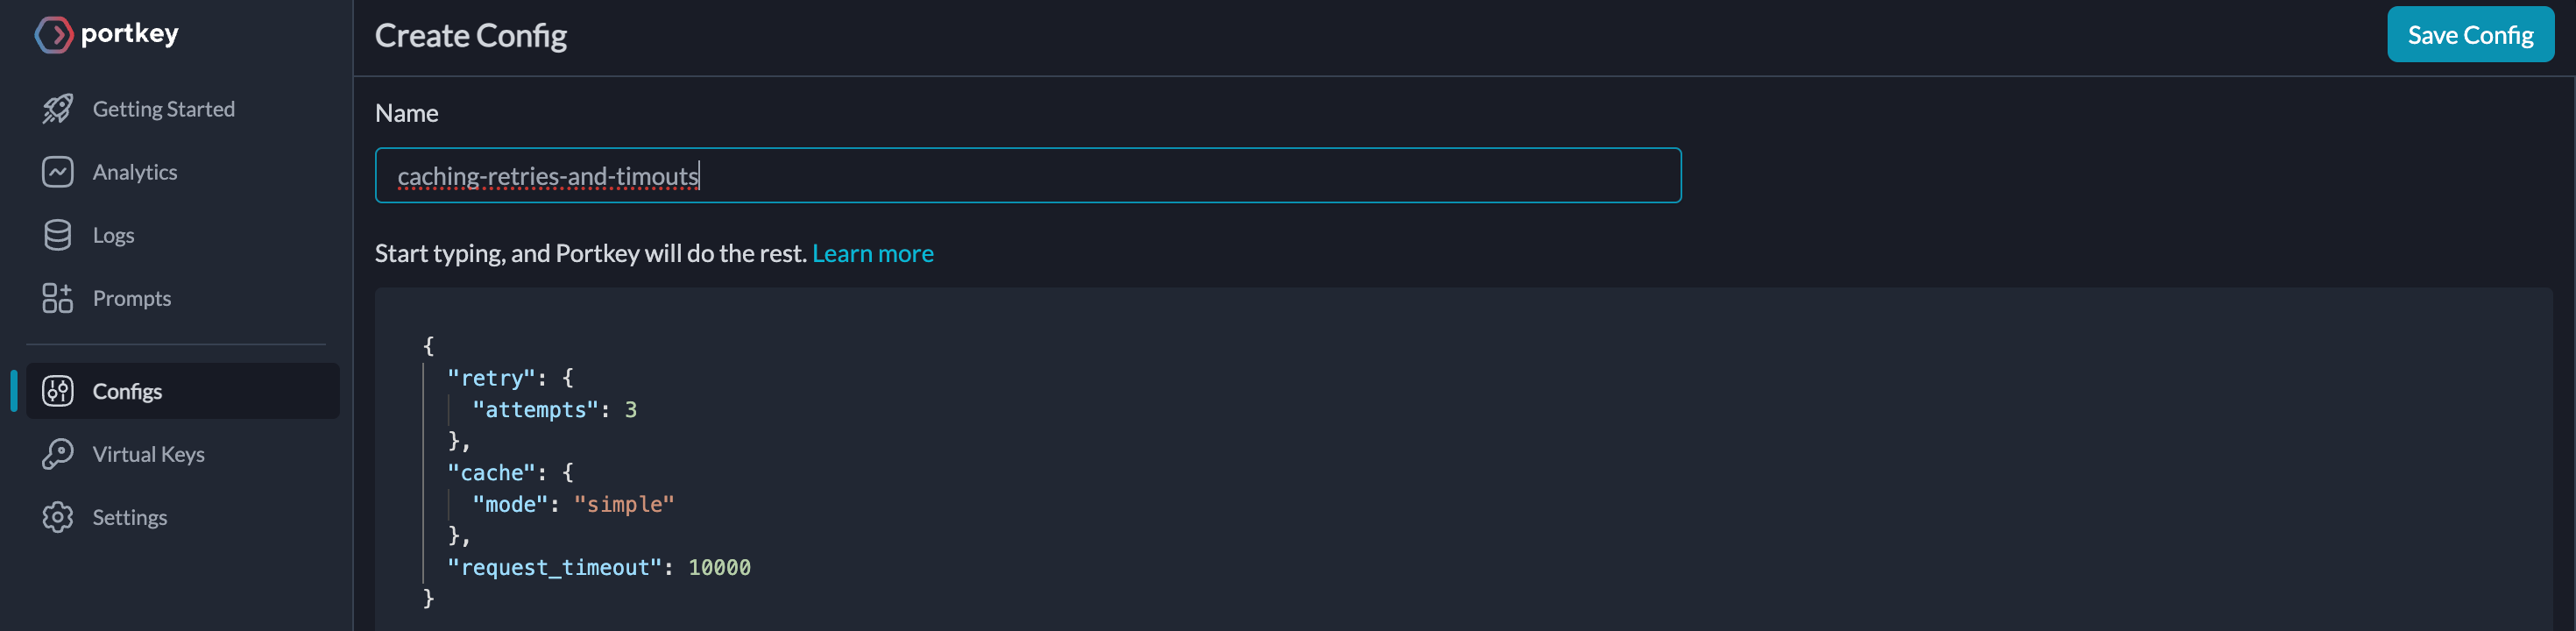 portkey
Getting Started
Analytics
Logs
Prompts
Configs
Virtual Keys
Settings
Create Config
Save Config
Name
caching-retries-and-timouts
Start typing, and Portkey will do the rest. Learn more
{
"retry": {
"attempts": 3
},
"cache": {
"mode": "simple"
},
"request_timeout": 10000
}